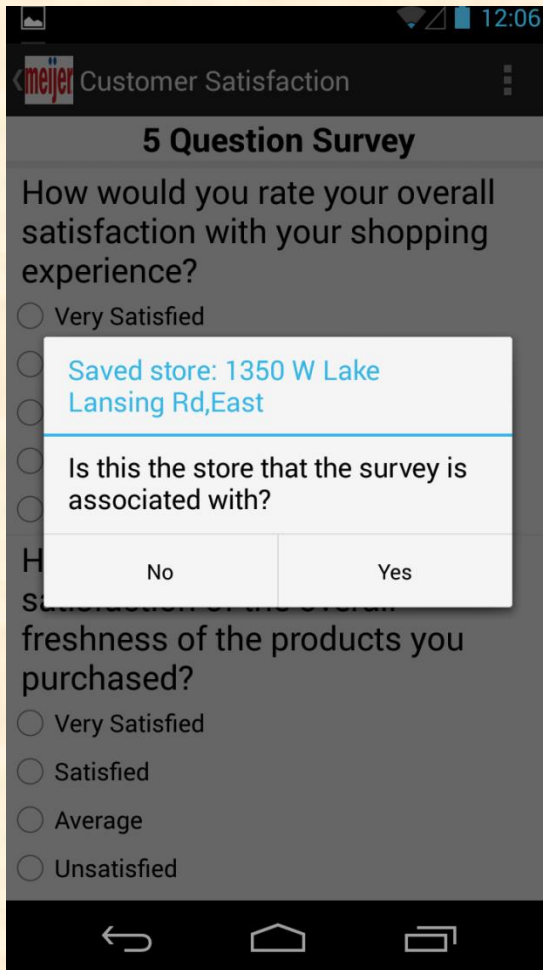 12:06
meijer Customer Satisfaction
5 Question Survey
How would you rate your overall
satisfaction with your shopping
experience?
Very Satisfied
Saved store: 1350 W Lake
Lansing Rd,East
Is this the store that the survey is
associated with?
No Yes
freshness of the products you
purchased?
Very Satisfied
Satisfied
Average
Unsatisfied